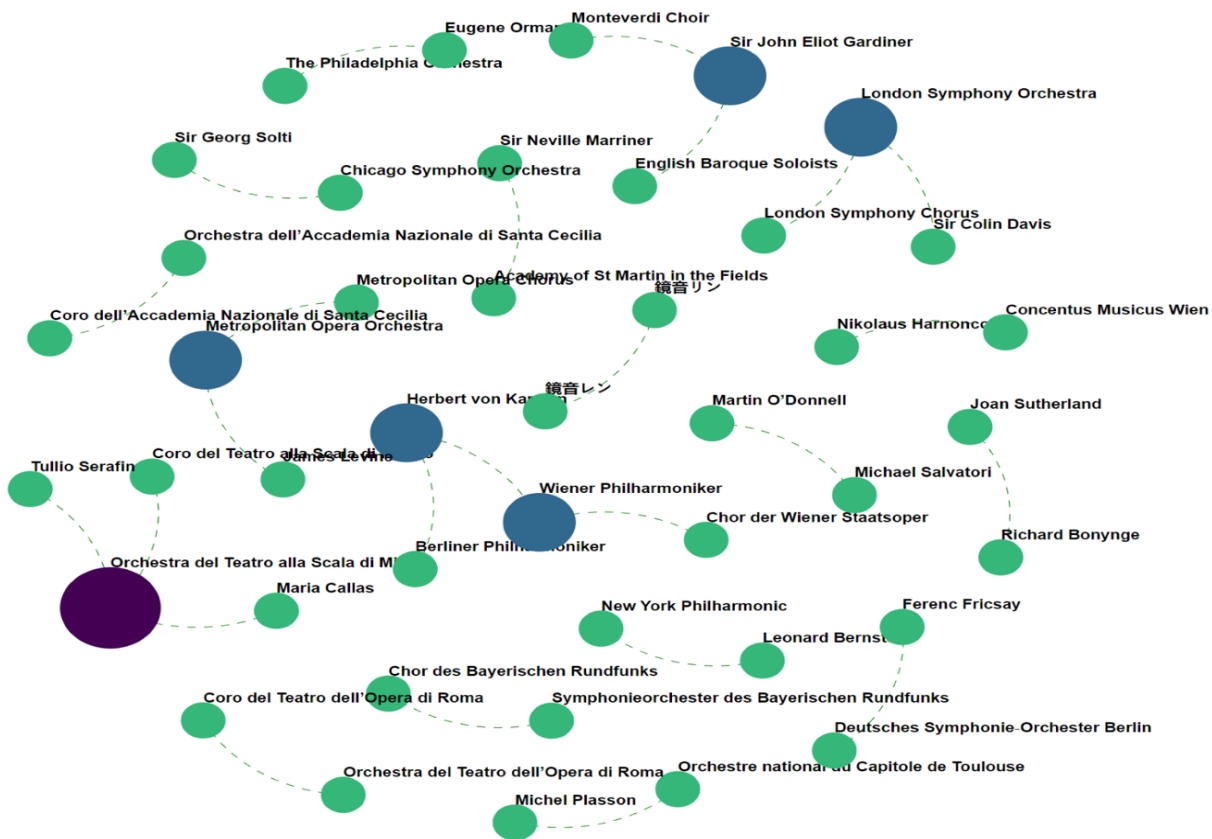 Monteverdi Choir
Eugene Orma
Sir John Eliot Gardiner
The Philadelphia Orchestra
London Symphony Orchestra
Sir Georg Solti
Sir Neville Marriner
Chicago Symphony Orchestra
English Baroque Soloists
London Symphony Chorus
Sir Colin Davis
Orchestra dell’Accademia Nazionale di Santa Cecilia
Metropolitan Opera Chorus
Academy of St Martin in the Fields
鏡音リン
Coro dell’Accademia Nazionale di Santa Cecilia
Metropolitan Opera Orchestra
Nikolaus Harnonco
Concentus Musicus Wien
鏡音レン
Herbert von Karajan
Martin O’Donnell
Joan Sutherland
Tullio Serafin
Coro del Teatro alla Scala di Milano
James Levine
Michael Salvatori
Wiener Philharmoniker
Chor der Wiener Staatsoper
Richard Bonynge
Berliner Philharmoniker
Orchestra del Teatro alla Scala di Mi
Maria Callas
New York Philharmonic
Ferenc Fricsay
Leonard Bernst
Chor des Bayerischen Rundfunks
Coro del Teatro dell’Opera di Roma
Symphonieorchester des Bayerischen Rundfunks
Deutsches Symphonie-Orchester Berlin
Orchestra del Teatro dell’Opera di Roma
Orchestre national du Capitole de Toulouse
Michel Plasson